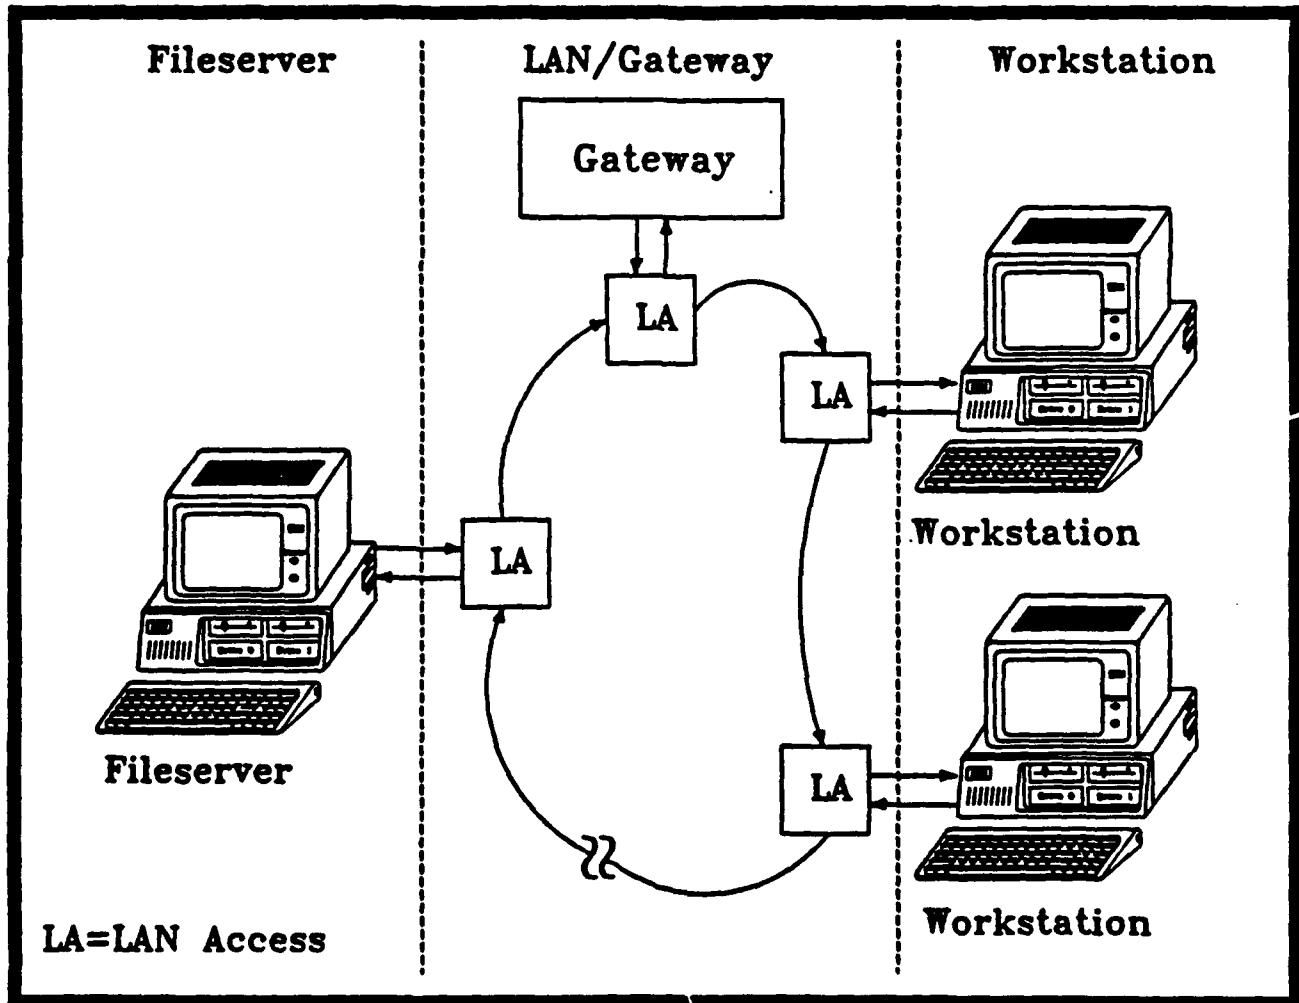 Fileserver
LAN/Gateway
Workstation
Gateway
LA
LA
Workstation
LA
Fileserver
LA
Workstation
LA=LAN Access